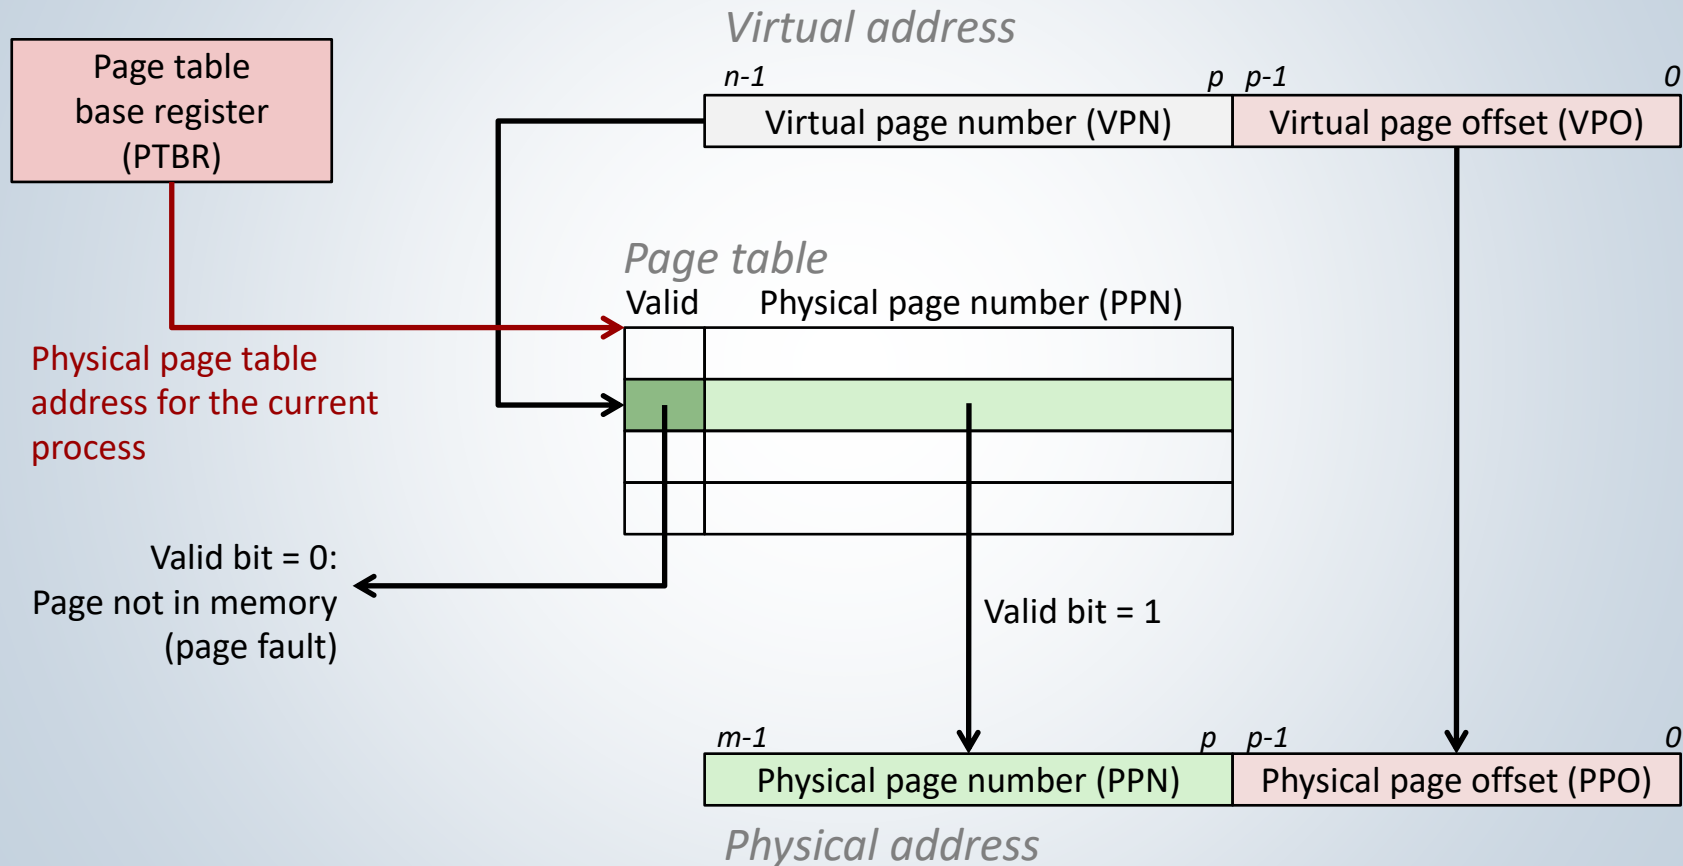 Virtual address
Page table
base register
(PTBR)
n-1 p p-1 0
Virtual page number (VPN) Virtual page offset (VPO)
Page table
Valid Physical page number (PPN)
Physical page table
address for the current
process
Valid bit = 0:
Page not in memory
(page fault)
Valid bit = 1
m-1 p p-1 0
Physical page number (PPN) Physical page offset (PPO)
Physical address